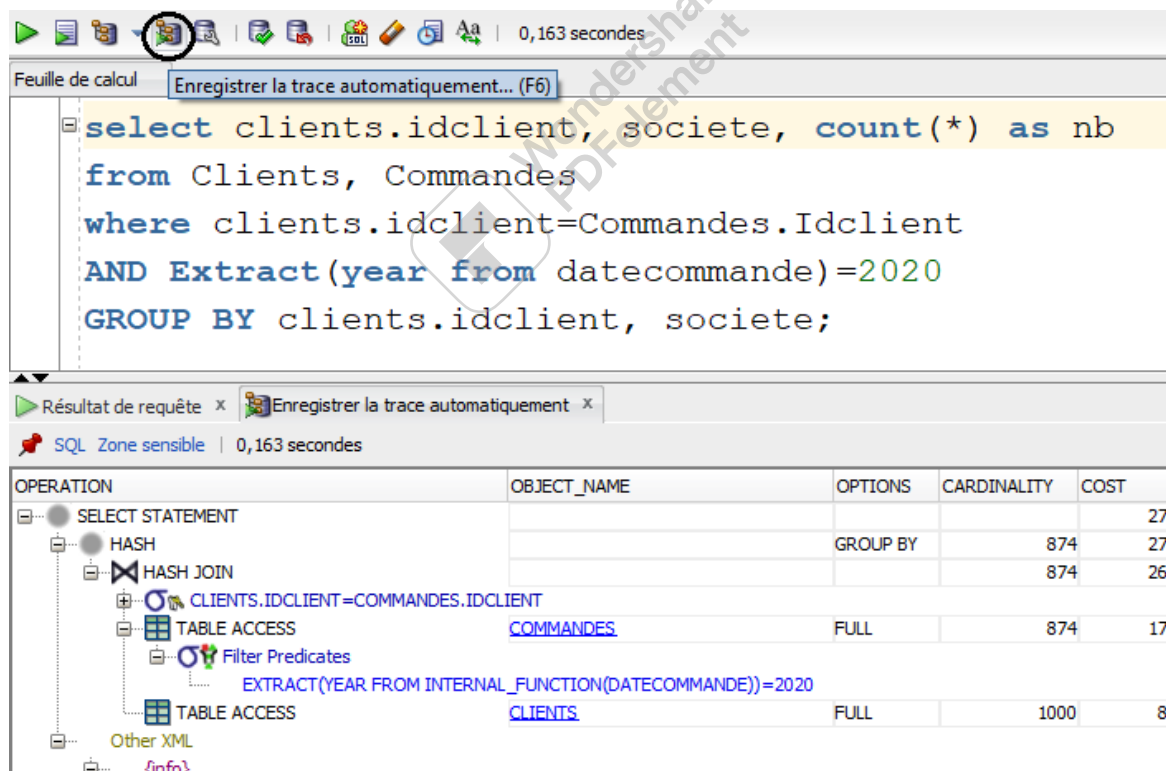 0,163 secondes
Wondershare
PDFelement
Feuille de calcul
Enregistrer la trace automatiquement... (F6)
select clients.idclient, societe, count(*) as nb
from Clients, Commandes
where clients.idclient=Commandes.Idclient
AND Extract(year from datecommande)=2020
GROUP BY clients.idclient, societe;
Résultat de requête x Enregistrer la trace automatiquement x
SQL Zone sensible | 0,163 secondes
OPERATION OBJECT_NAME OPTIONS CARDINALITY COST
SELECT STATEMENT 27
HASH GROUP BY 874 27
HASH JOIN 874 26
CLIENTS.IDCLIENT=COMMANDES.IDCLIENT
TABLE ACCESS COMMANDES FULL 874 17
Filter Predicates
EXTRACT(YEAR FROM INTERNAL_FUNCTION(DATECOMMANDE))=2020
TABLE ACCESS CLIENTS FULL 1000 8
Other XML
{info}